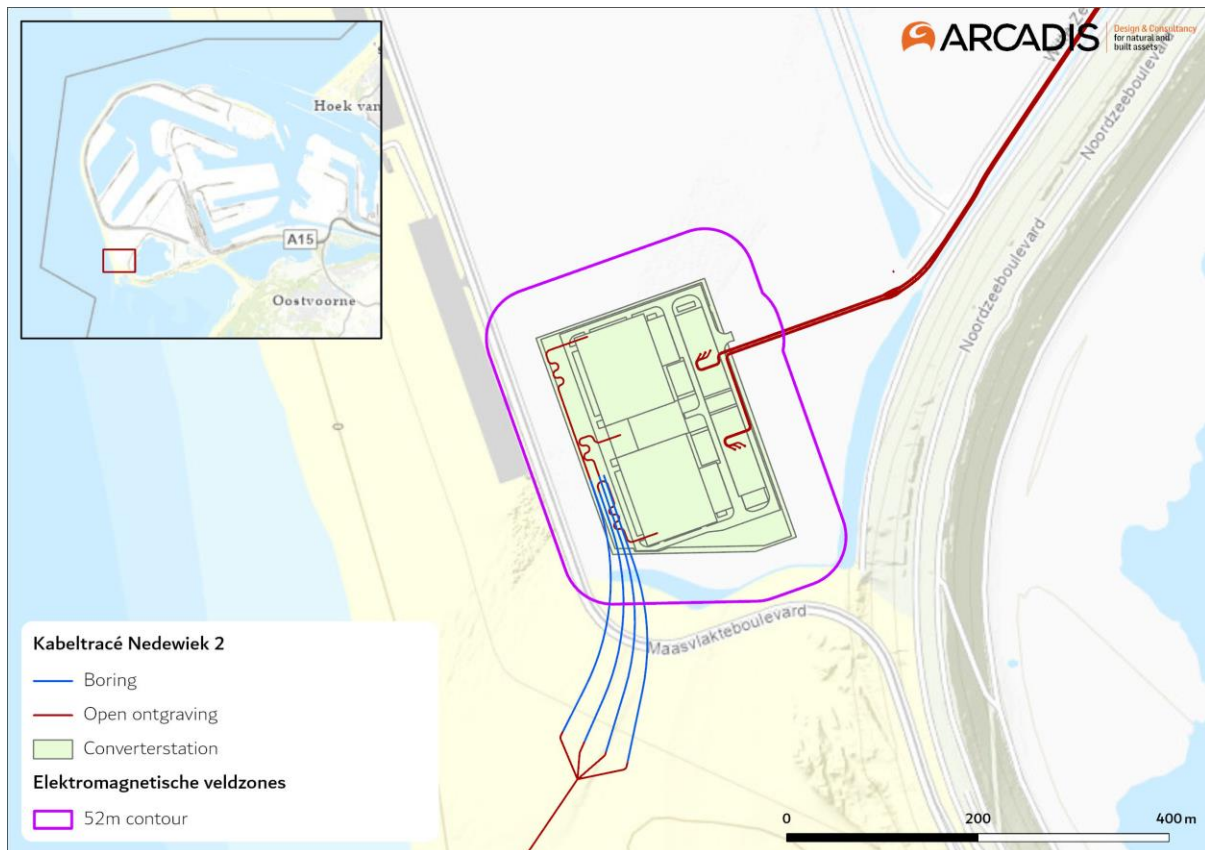 ARCADIS
Design & Consultancy
for natural and
built assets
Hoek van
A15
Oostvoorne
Noordzeeboulevard
Noordzeeboulevard
0
Maasvlakteboulevard
Kabeltracé Nedewiek 2
Boring
Open ontgraving
Converterstation
Elektromagnetische veldzones
52m contour
0 200 400 m